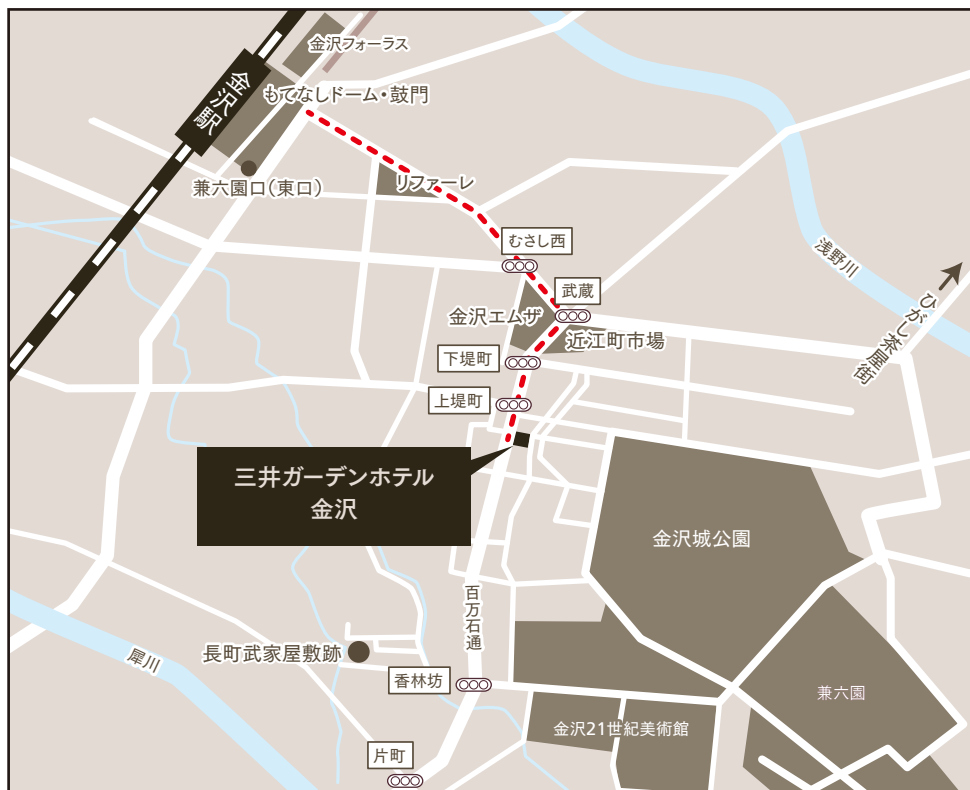 金沢フォーラス
金沢駅
もてなしドーム・鼓門
兼六園口(東口)
リファーレ
むさし西
武蔵
浅野川
金沢エムザ
近江町市場
ひがし茶屋街
下堤町
上堤町
三井ガーデンホテル
金沢
金沢城公園
百万石通
長町武家屋敷跡
犀川
香林坊
兼六園
金沢21世紀美術館
片町